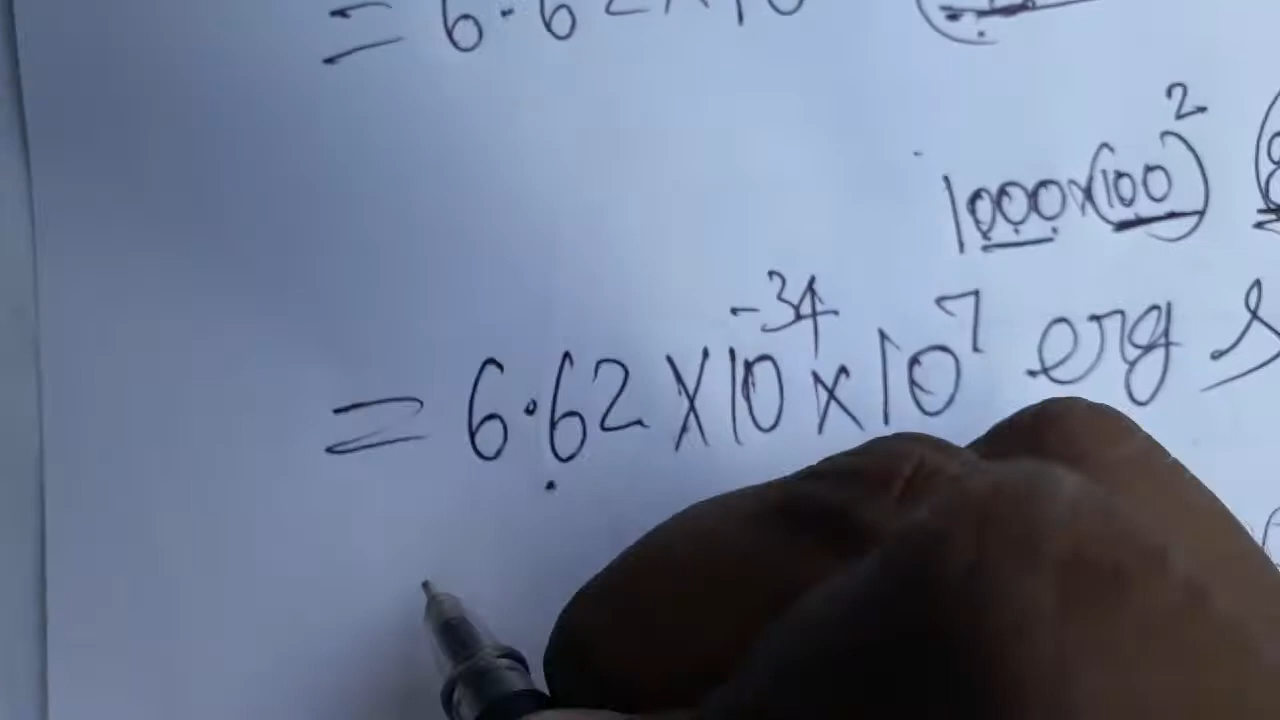 = 6.62 × 10
1000×(100)²
= 6.62 × 10⁻³⁴ × 10⁷ erg s